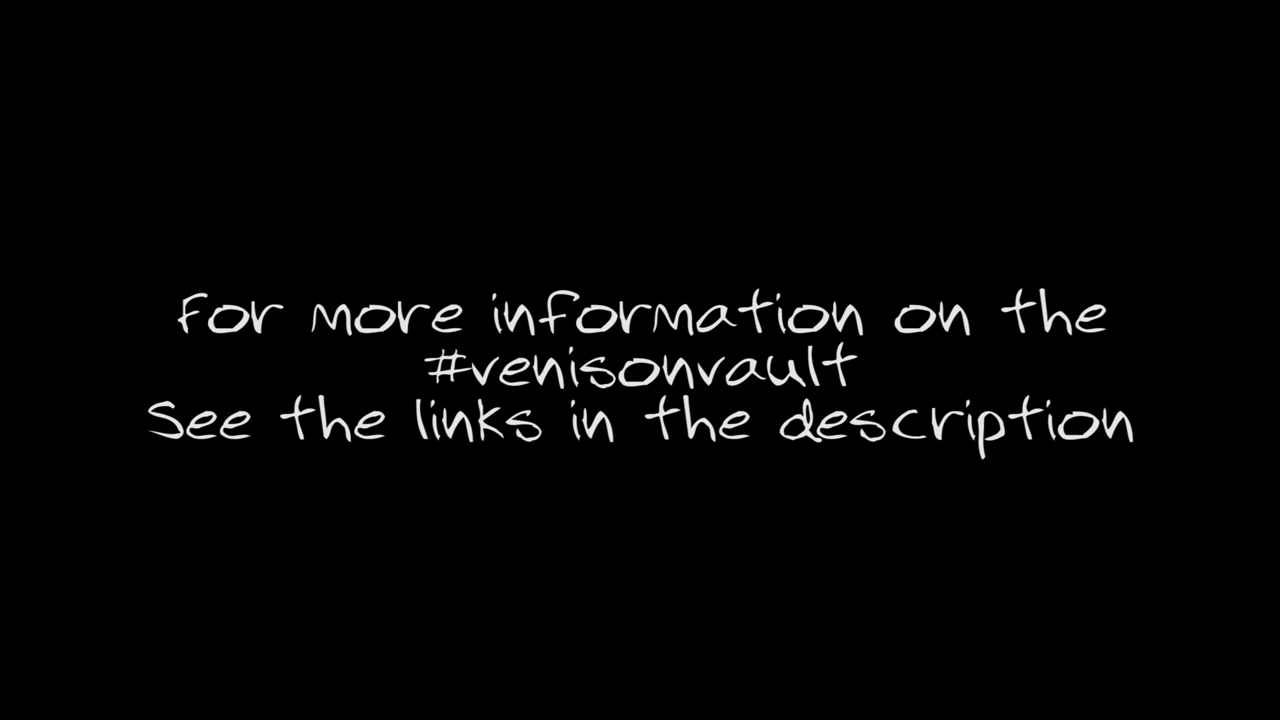 For more information on the
#venisonvault
See the links in the description